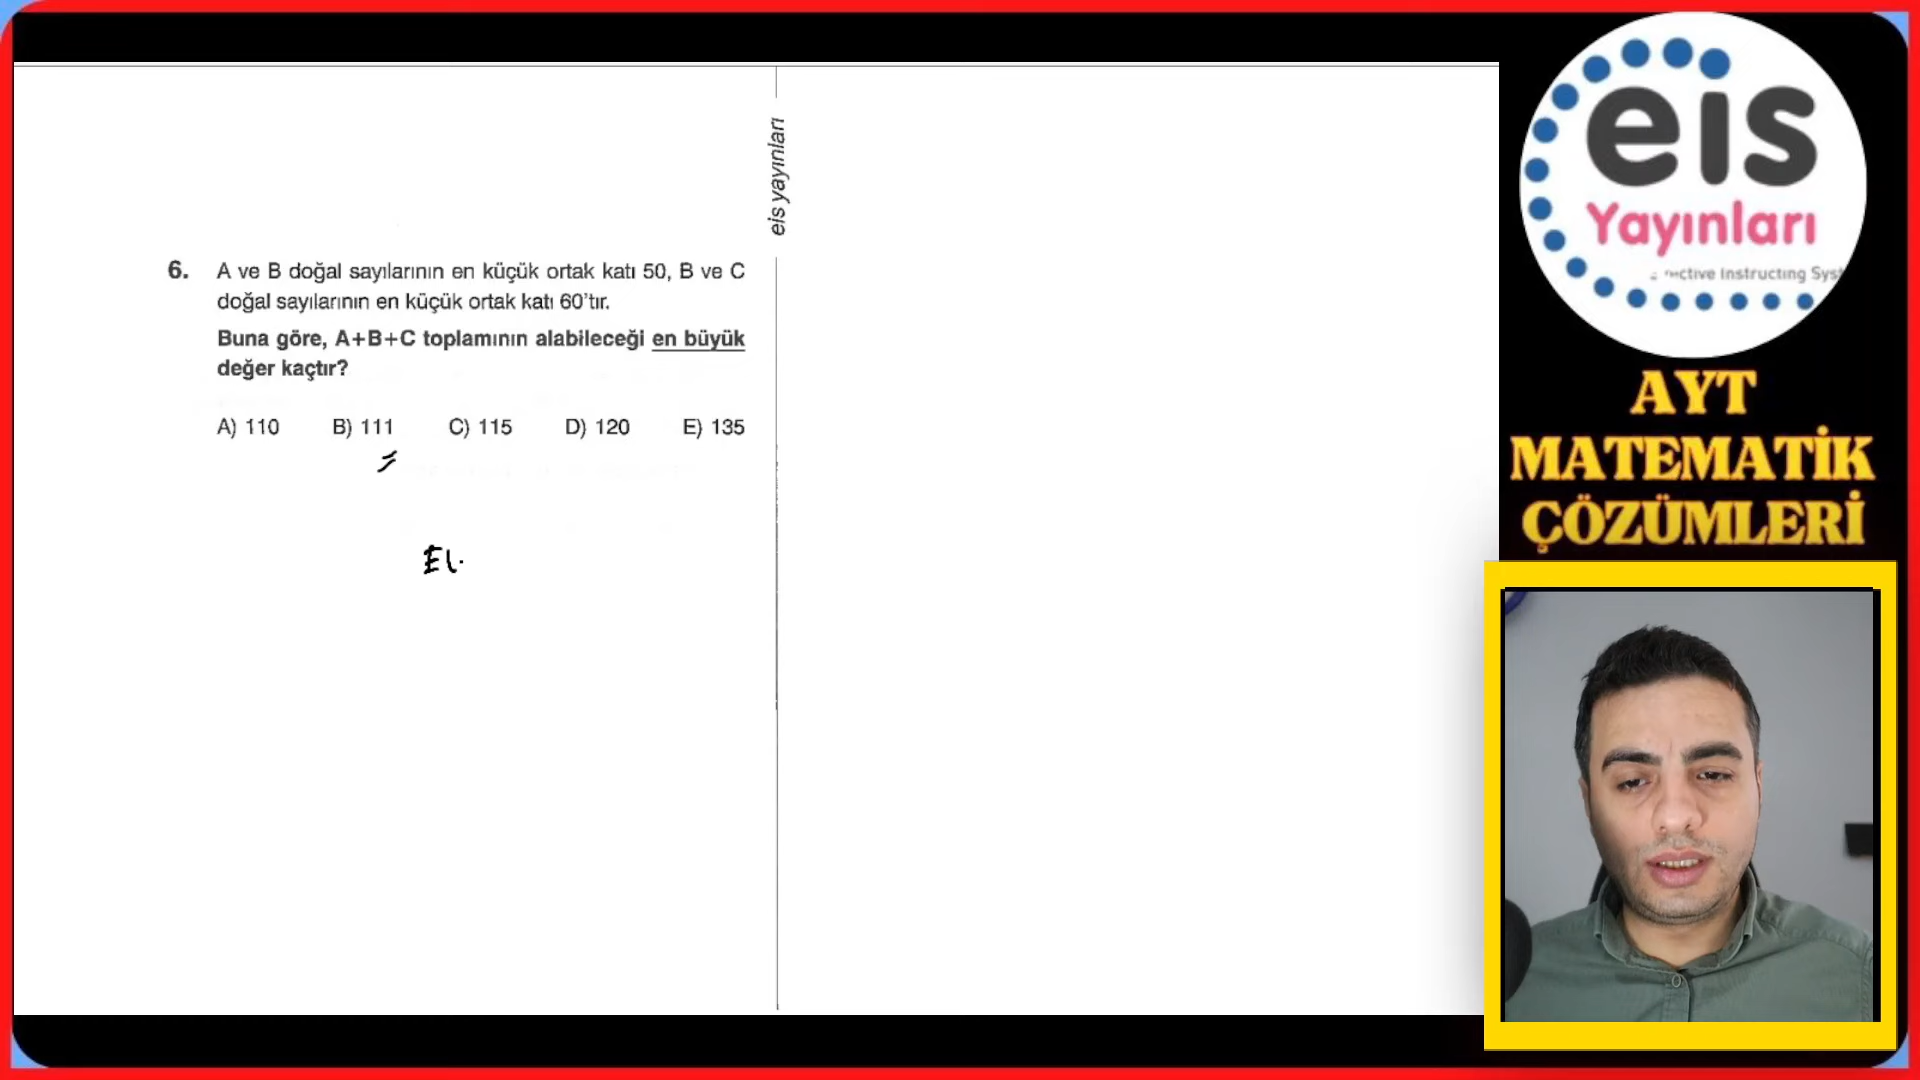 eis yayınları
6. A ve B doğal sayılarının en küçük ortak katı 50, B ve C
doğal sayılarının en küçük ortak katı 60'tır.
Buna göre, A+B+C toplamının alabileceği en büyük
değer kaçtır?
A) 110 B) 111 C) 115 D) 120 E) 135
eis
Yayınları
AYT
MATEMATİK
ÇÖZÜMLERİ